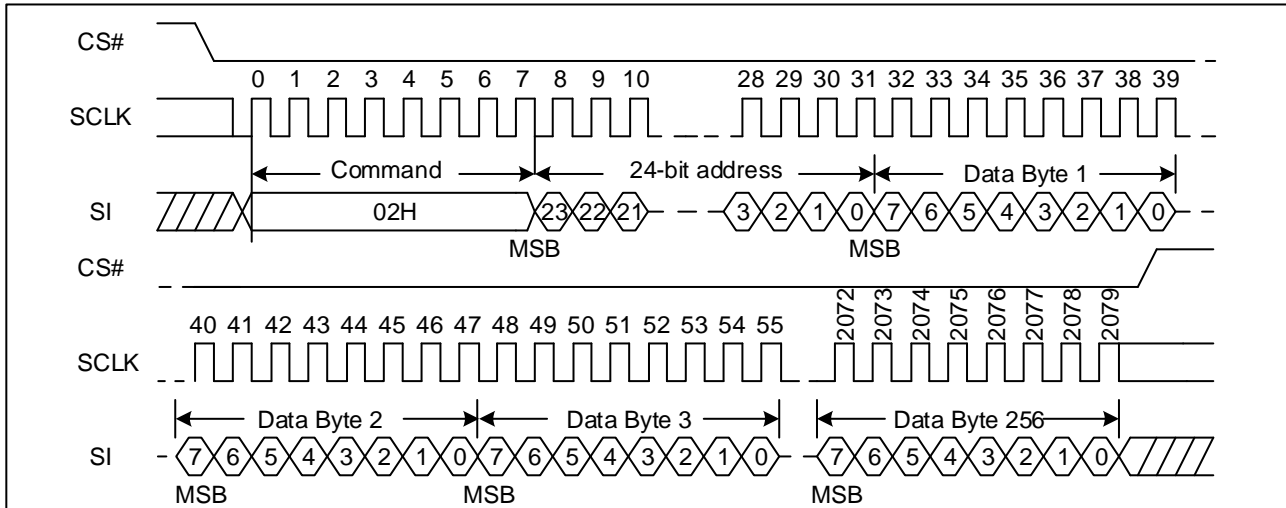 CS#
0 1 2 3 4 5 6 7 8 9 10 28 29 30 31 32 33 34 35 36 37 38 39
SCLK
Command 24-bit address Data Byte 1
SI 02H 23 22 21 3 2 1 0 7 6 5 4 3 2 1 0
MSB MSB
CS#
40 41 42 43 44 45 46 47 48 49 50 51 52 53 54 55 2072 2073 2074 2075 2076 2077 2078 2079
SCLK
Data Byte 2 Data Byte 3 Data Byte 256
SI 7 6 5 4 3 2 1 0 7 6 5 4 3 2 1 0 7 6 5 4 3 2 1 0
MSB MSB MSB